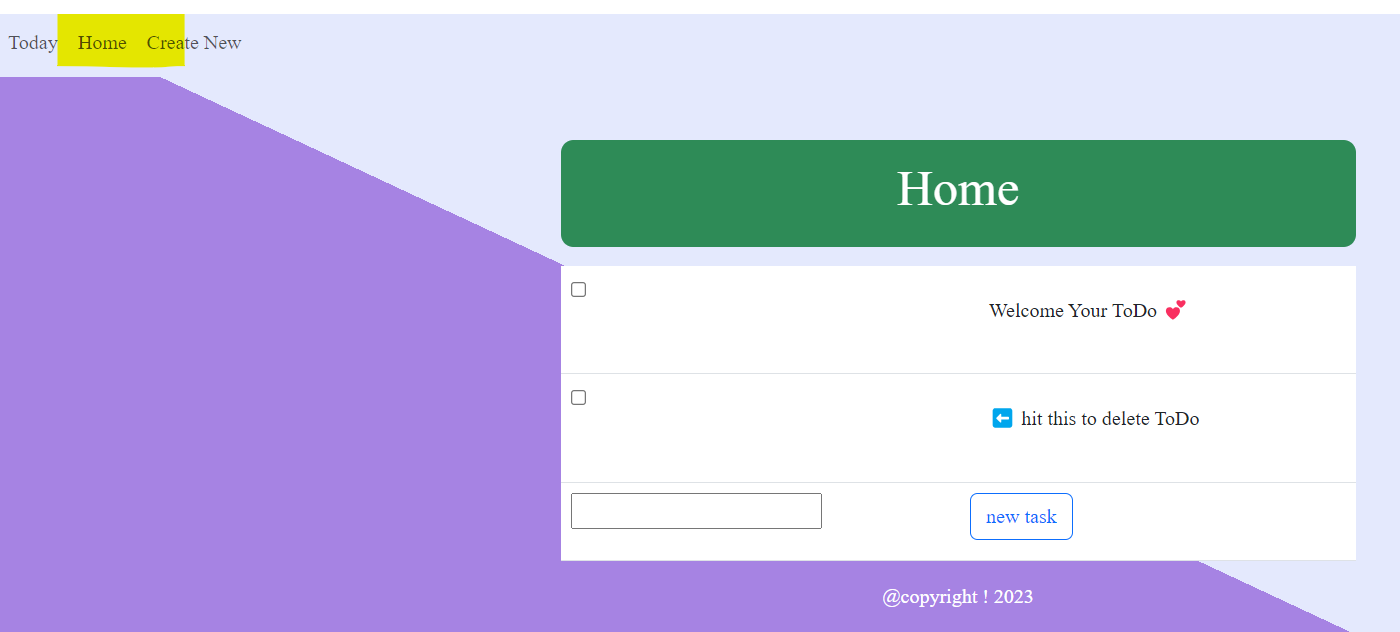 Today Home Create New
Home
Welcome Your ToDo 💕
⬅️ hit this to delete ToDo
new task
@copyright ! 2023